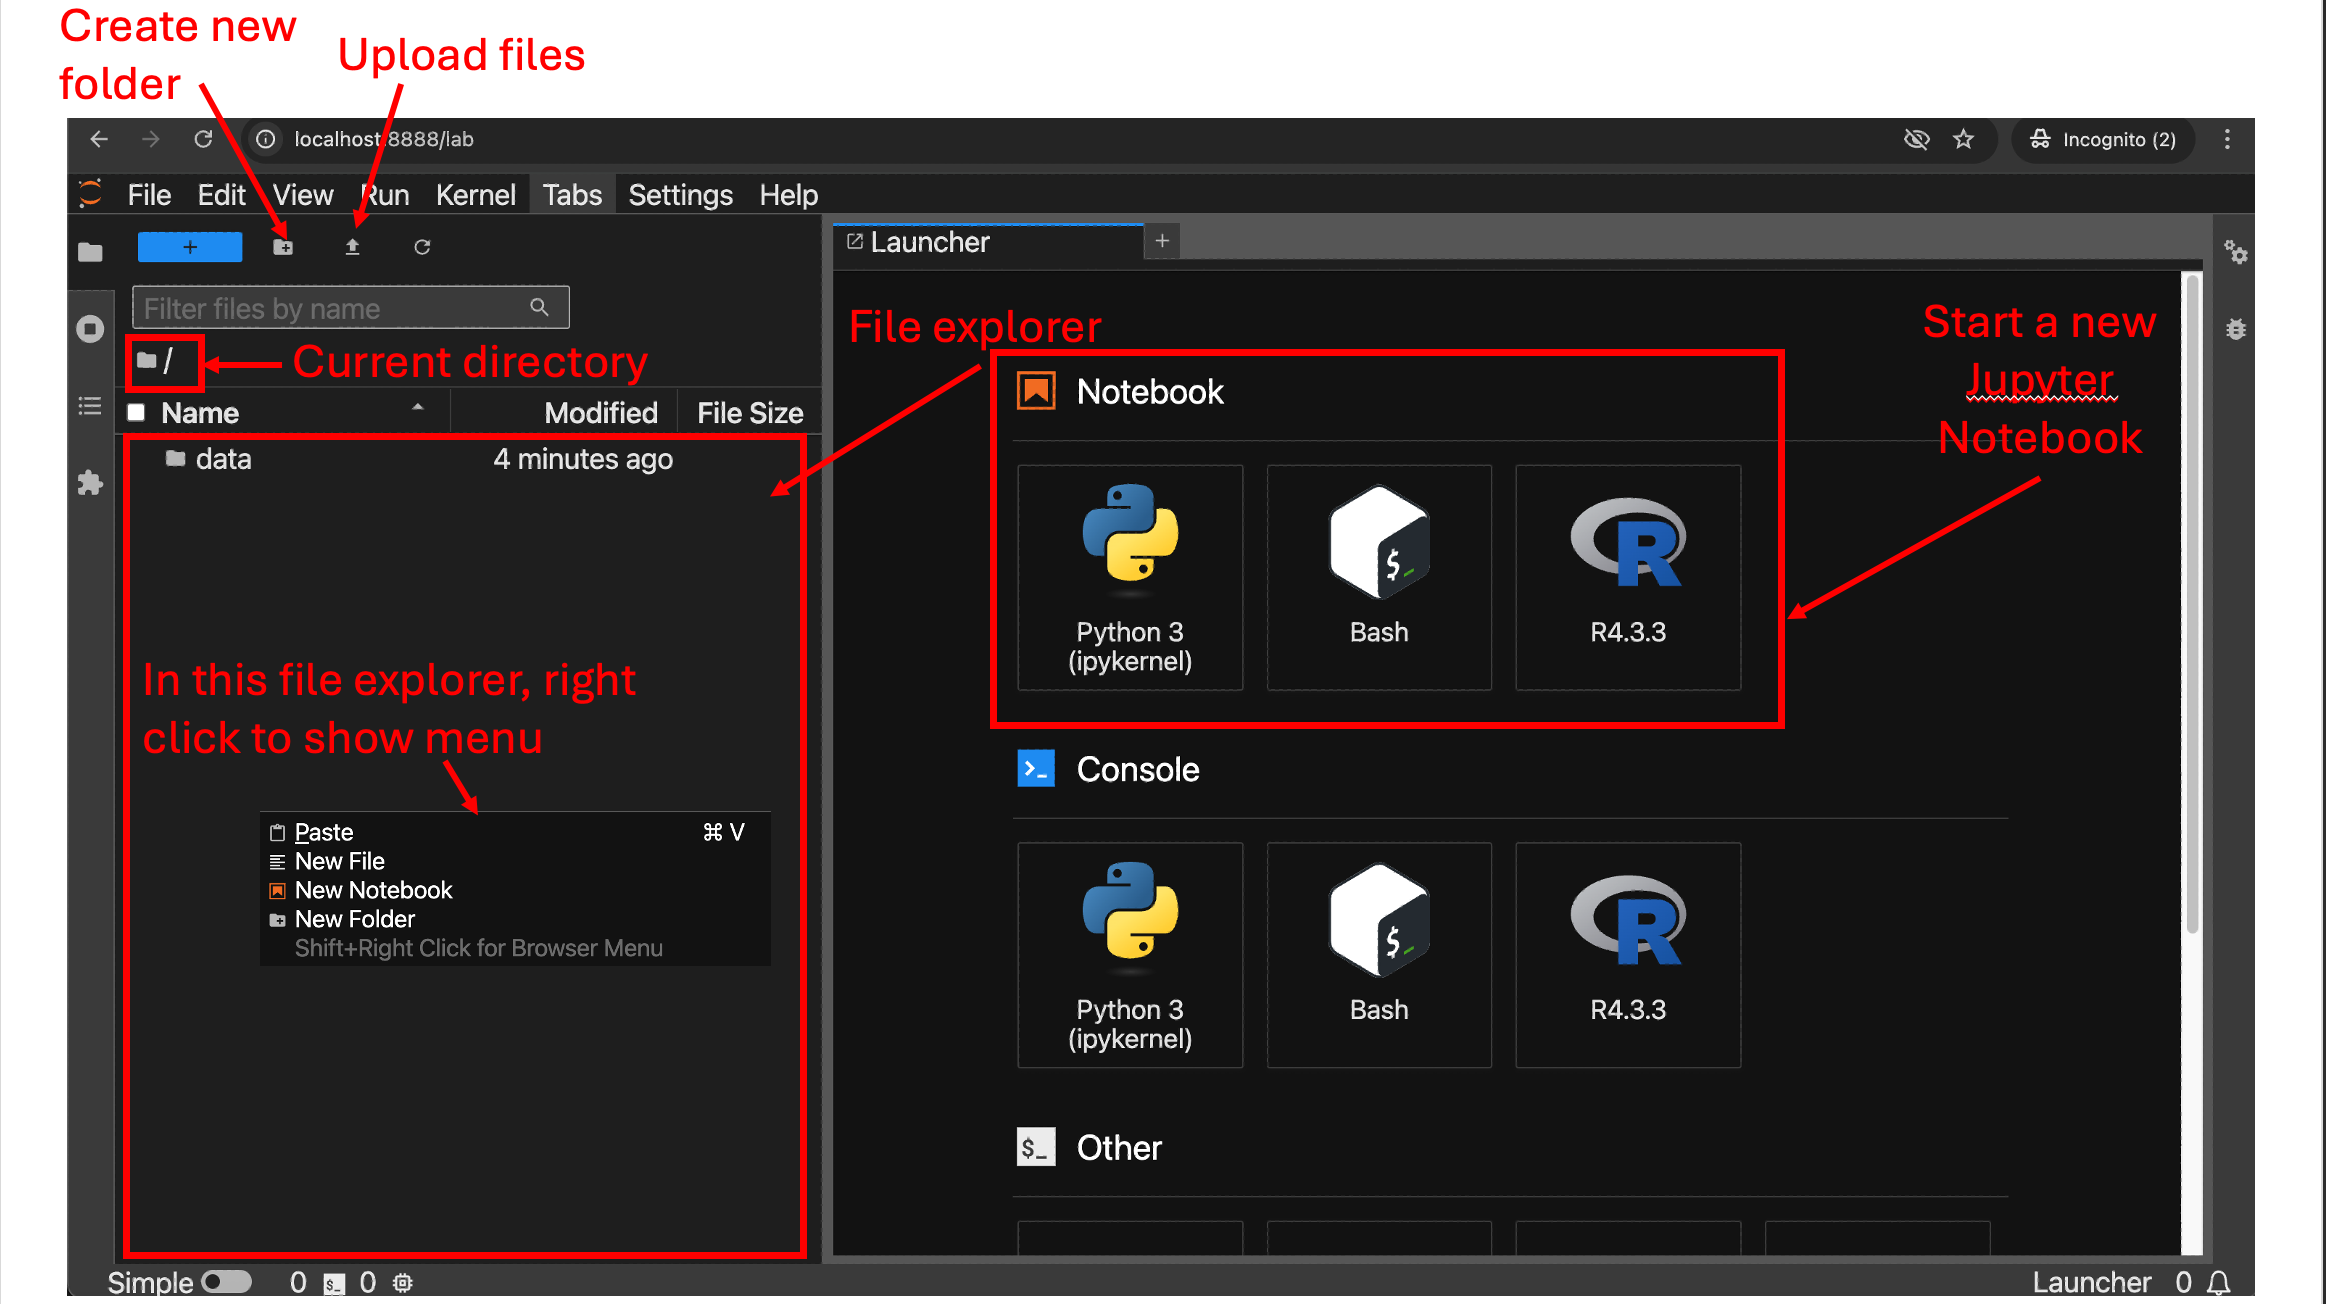 Create new
folder
Upload files
localhost:8888/lab
Incognito (2)
File Edit View Run Kernel Tabs Settings Help
+
Launcher
+
Filter files by name
/
Current directory
Name Modified File Size
data 4 minutes ago
In this file explorer, right
click to show menu
Paste ⌘ V
New File
New Notebook
New Folder
Shift+Right Click for Browser Menu
File explorer
Start a new
Jupyter
Notebook
Notebook
$_
Python 3
(ipykernel)
Bash
R
R4.3.3
>_
Console
$_
Python 3
(ipykernel)
Bash
R
R4.3.3
$_
Other
Simple 0 $_ 0
Launcher 0